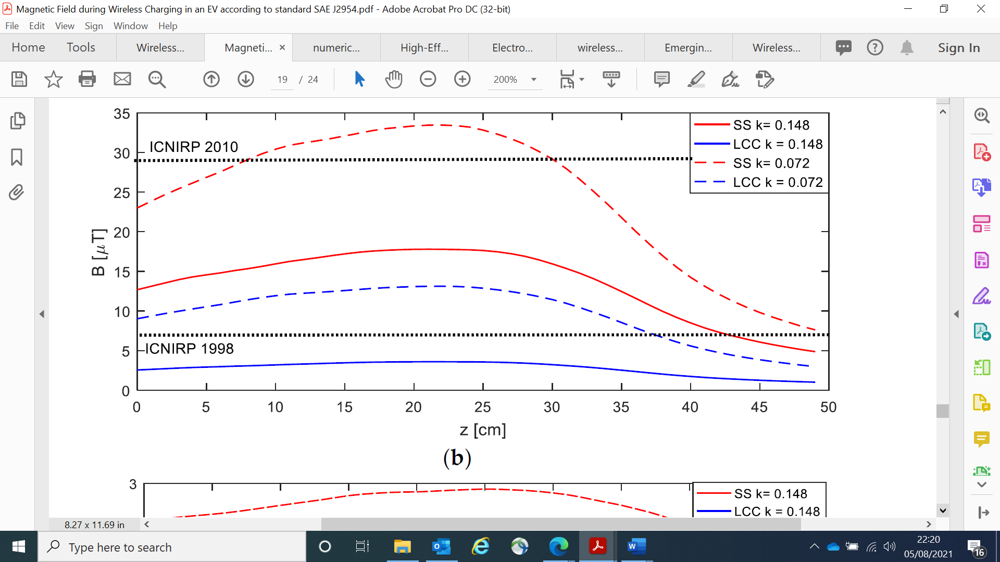 Magnetic Field during Wireless Charging in an EV according to standard SAE J2954.pdf - Adobe Acrobat Pro DC (32-bit)
File Edit View Sign Window Help
Home Tools Wireless... Magneti... × numeric... High-Eff... Electro... wireless... Emergin... Wireless... Sign In
19 / 24 200%
35
30
25
20
15
10
5
0
B [μT]
ICNIRP 2010
ICNIRP 1998
SS k= 0.148
LCC k = 0.148
SS k= 0.072
LCC k = 0.072
0 5 10 15 20 25 30 35 40 45 50
z [cm]
(b)
3
SS k= 0.148
LCC k = 0.148
8.27 x 11.69 in
Type here to search
22:20
05/08/2021
16